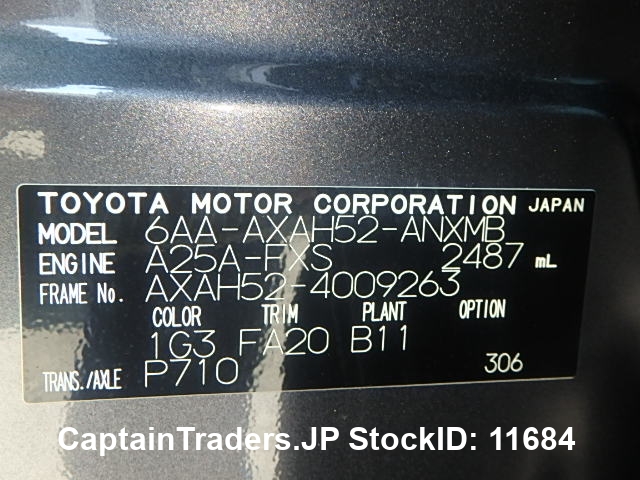 TOYOTA MOTOR CORPORATION JAPAN
MODEL 6AA-AXAH52-ANXMB
ENGINE A25A-FXS 2487 mL
FRAME No. AXAH52-4009263
COLOR TRIM PLANT OPTION
1G3 FA20 B11
TRANS./AXLE P710 306
CaptainTraders.JP StockID: 11684